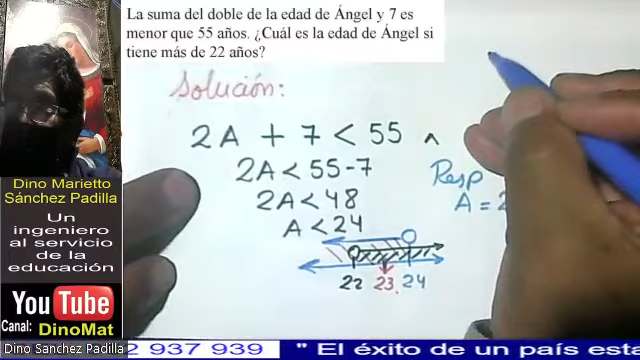 La suma del doble de la edad de Ángel y 7 es
menor que 55 años. ¿Cuál es la edad de Ángel si
tiene más de 22 años?
Solución:
2A + 7 < 55 ∧
2A < 55-7
2A < 48
A < 24
22 23 24
Resp
A = 2
Dino Marietto
Sánchez Padilla
Un
ingeniero
al servicio
de la
educación
YouTube
Canal: DinoMat
Dino Sanchez Padilla
2 937 939 " El éxito de un país esta